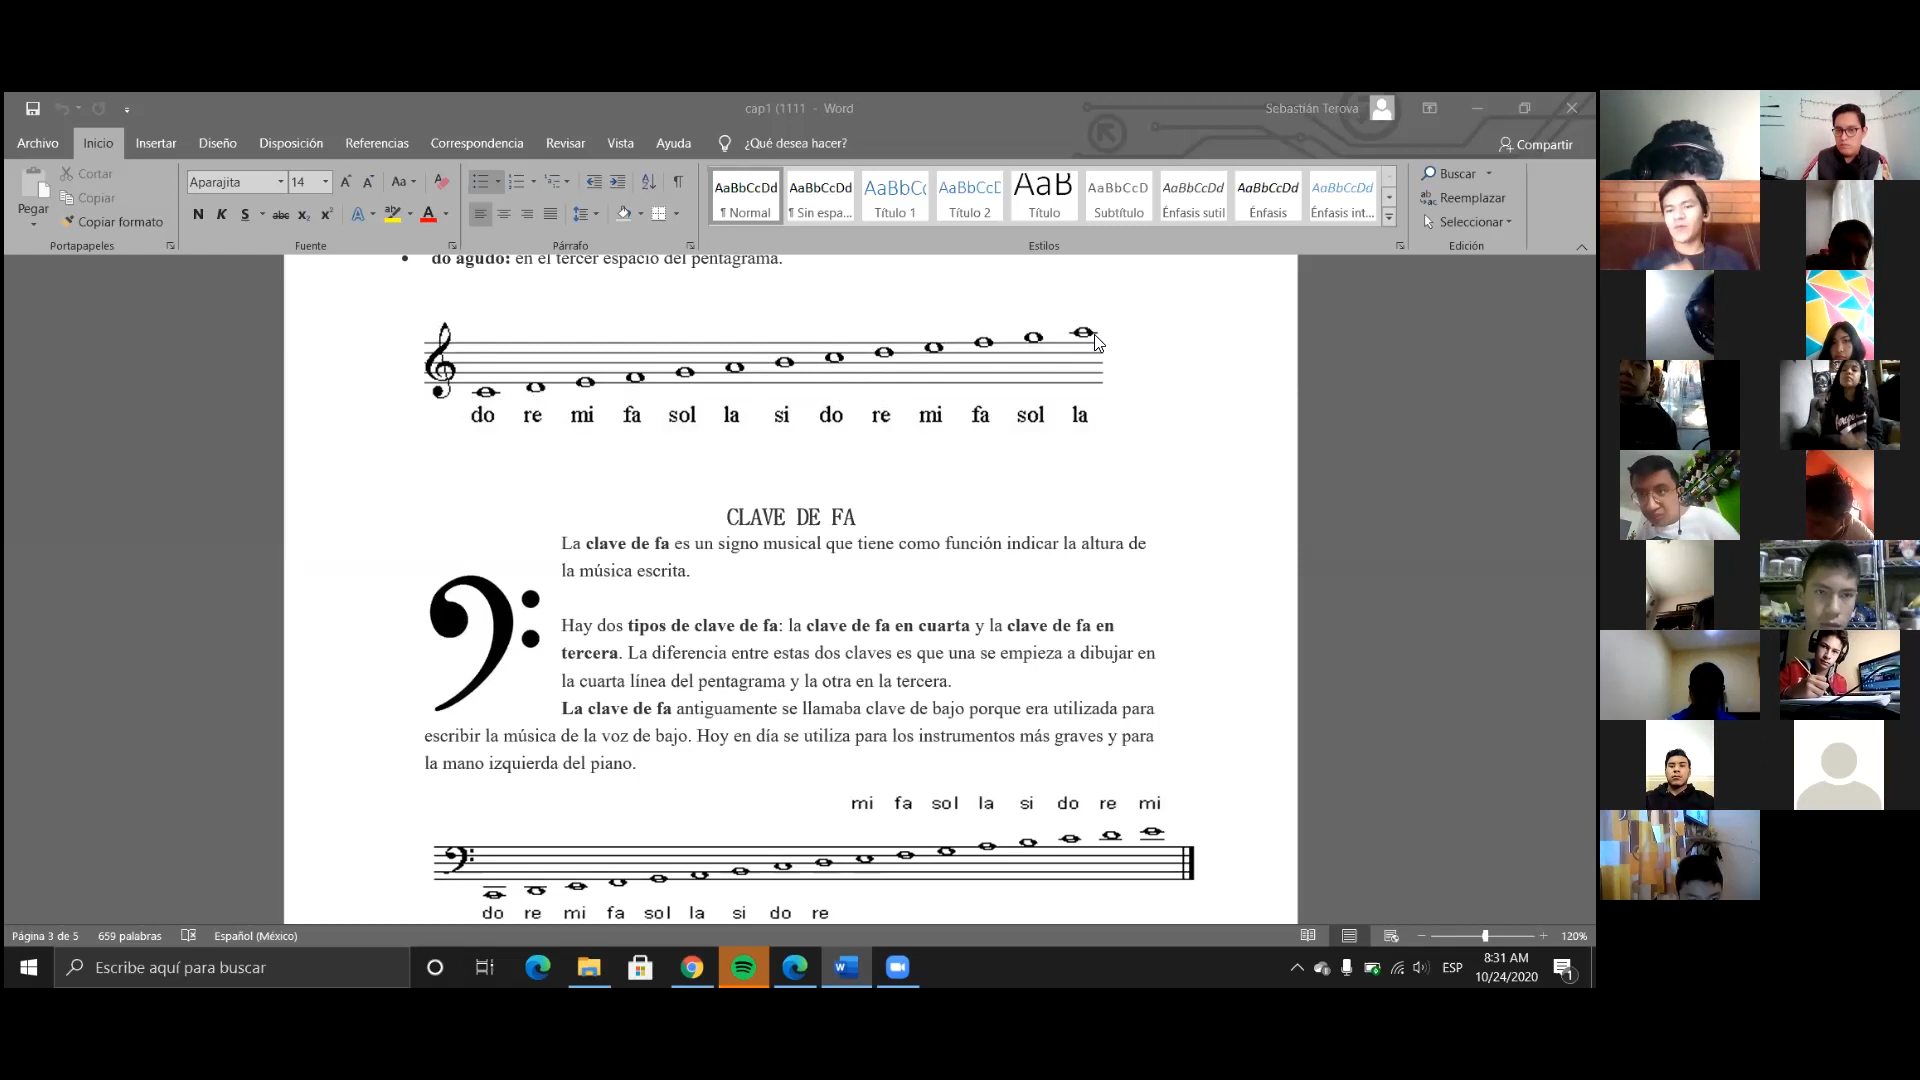 cap1 (1111 - Word
Sebastián Terova
Archivo Inicio Insertar Diseño Disposición Referencias Correspondencia Revisar Vista Ayuda ¿Qué desea hacer? Compartir
Pegar
Cortar
Copiar
Copiar formato
Portapapeles
Aparajita 14
N K S abc x₂ x² A aby A
Fuente
Párrafo
AaBbCcDd AaBbCcDd AaBbC AaBbCcE AaB AaBbCcD AaBbCcDd AaBbCcDd AaBbCcDd
¶ Normal ¶ Sin espa... Título 1 Título 2 Título Subtítulo Énfasis sutil Énfasis Énfasis int...
Estilos
Buscar
Reemplazar
Seleccionar
Edición
• do agudo: en el tercer espacio del pentagrama.
do re mi fa sol la si do re mi fa sol la
CLAVE DE FA
La clave de fa es un signo musical que tiene como función indicar la altura de
la música escrita.
Hay dos tipos de clave de fa: la clave de fa en cuarta y la clave de fa en
tercera. La diferencia entre estas dos claves es que una se empieza a dibujar en
la cuarta línea del pentagrama y la otra en la tercera.
La clave de fa antiguamente se llamaba clave de bajo porque era utilizada para
escribir la música de la voz de bajo. Hoy en día se utiliza para los instrumentos más graves y para
la mano izquierda del piano.
mi fa sol la si do re mi
do re mi fa sol la si do re
Página 3 de 5 659 palabras Español (México) 120%
Escribe aquí para buscar
ESP
8:31 AM
10/24/2020
1